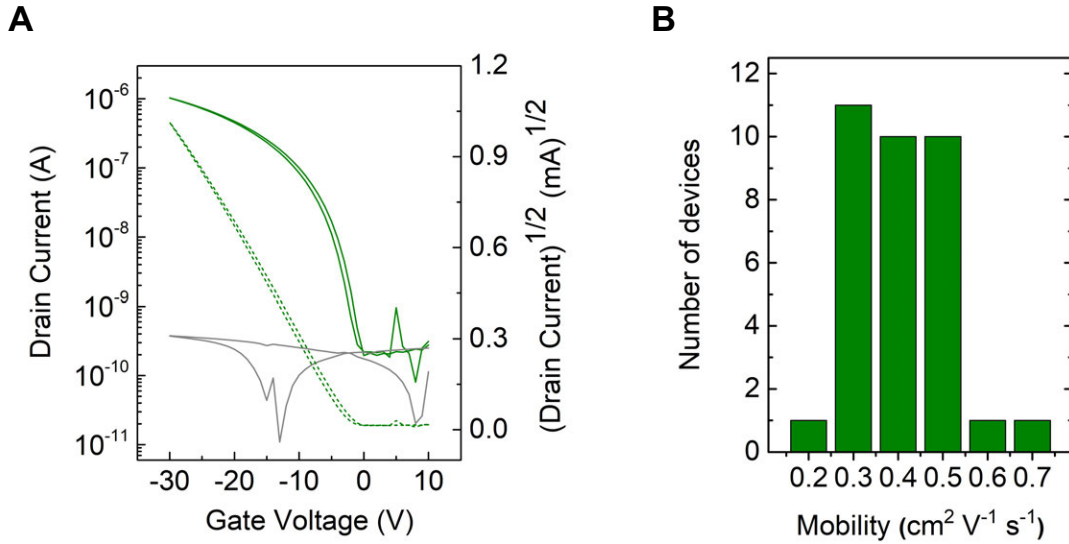 A
B
Drain Current (A)
10⁻⁶
10⁻⁷
10⁻⁸
10⁻⁹
10⁻¹⁰
10⁻¹¹
-30 -20 -10 0 10
Gate Voltage (V)
1.2
0.9
0.6
0.3
0.0
(Drain Current)^1/2 (mA)^1/2
Number of devices
12
10
8
6
4
2
0
0.2 0.3 0.4 0.5 0.6 0.7
Mobility (cm² V⁻¹ s⁻¹)